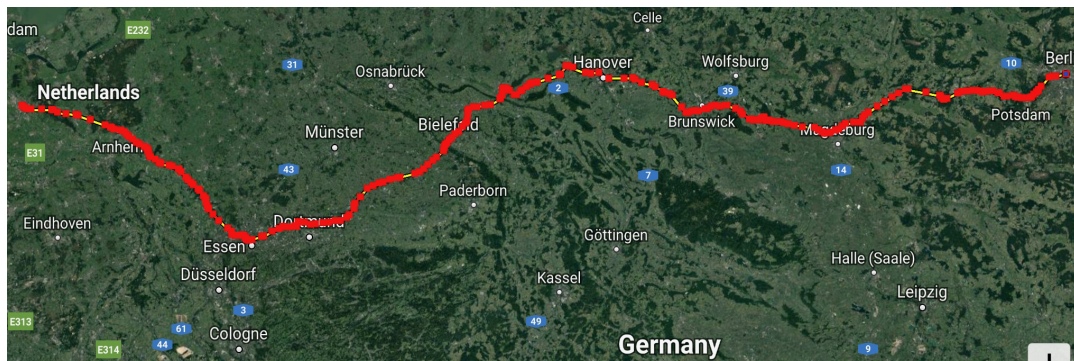 Celle
dam
E232
Berl
10
31
Osnabrück
Hanover
Wolfsburg
2
39
Netherlands
Potsdam
Brunswick
Bielefeld
Magdeburg
Münster
Arnhem
E31
43
14
7
Paderborn
Eindhoven
Dortmund
Essen
Göttingen
Halle (Saale)
Düsseldorf
Kassel
Leipzig
3
E313
61
49
Cologne
44
E314
Germany
9